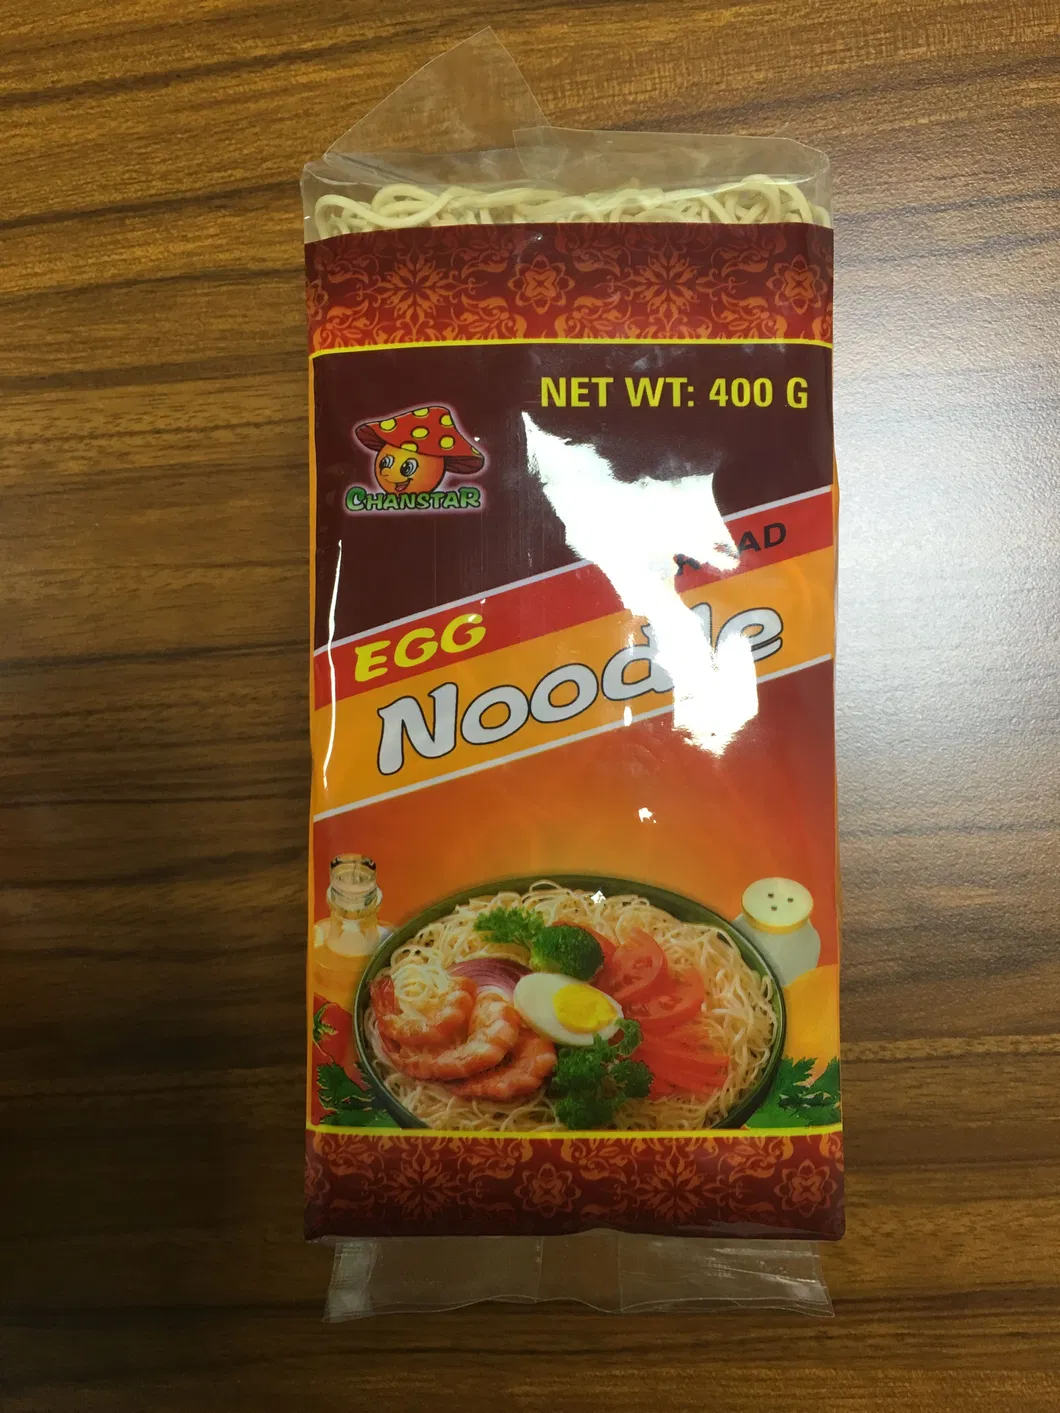 NET WT: 400 G
CHANSTAR
EGG
Noodle